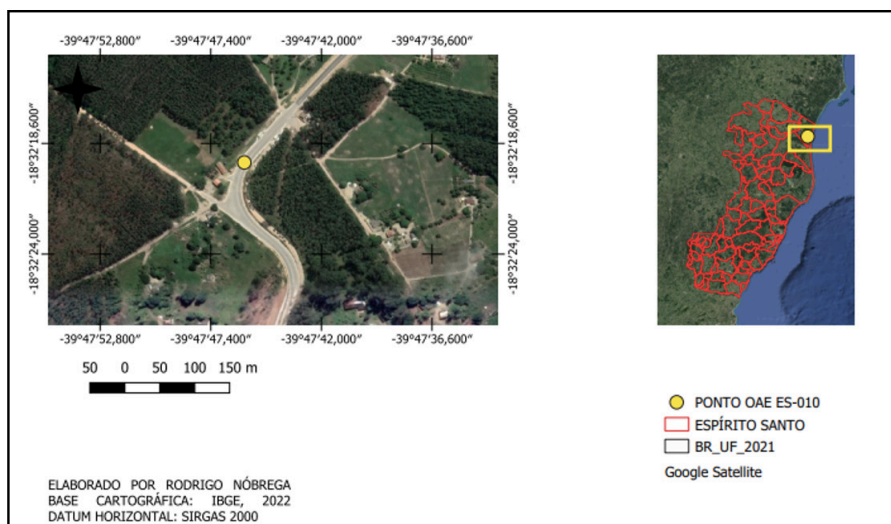 -39°47′52,800″ -39°47′47,400″ -39°47′42,000″ -39°47′36,600″
-18°32′18,600″
-18°32′24,000″
-18°32′18,600″
-18°32′24,000″
-39°47′52,800″ -39°47′47,400″ -39°47′42,000″ -39°47′36,600″
50 0 50 100 150 m
PONTO OAE ES-010
ESPÍRITO SANTO
BR_UF_2021
Google Satellite
ELABORADO POR RODRIGO NÓBREGA
BASE CARTOGRÁFICA: IBGE, 2022
DATUM HORIZONTAL: SIRGAS 2000